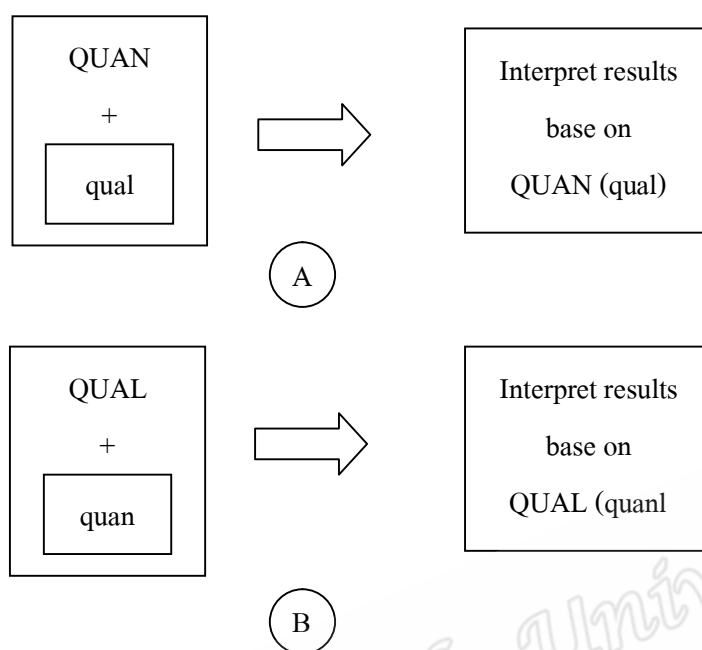 QUAN
+
qual
Interpret results
base on
QUAN (qual)
A
QUAL
+
quan
Interpret results
base on
QUAL (quanl
B